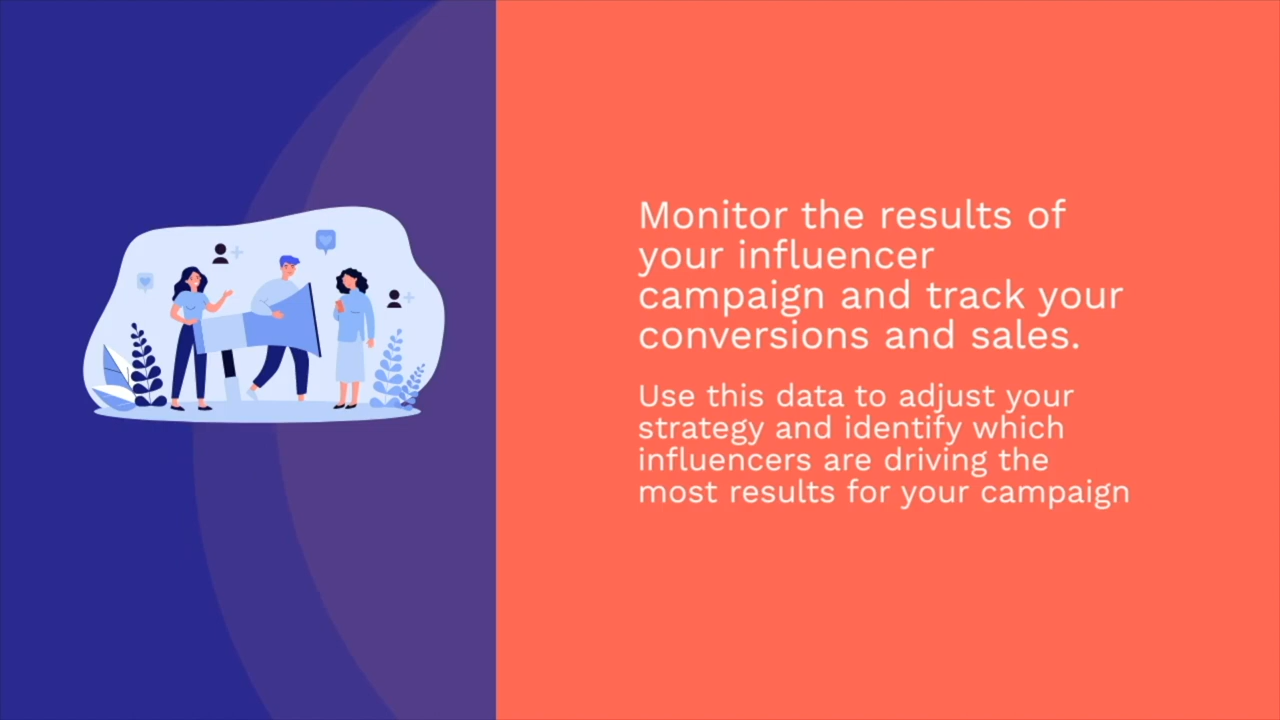 Monitor the results of
your influencer
campaign and track your
conversions and sales.
Use this data to adjust your
strategy and identify which
influencers are driving the
most results for your campaign